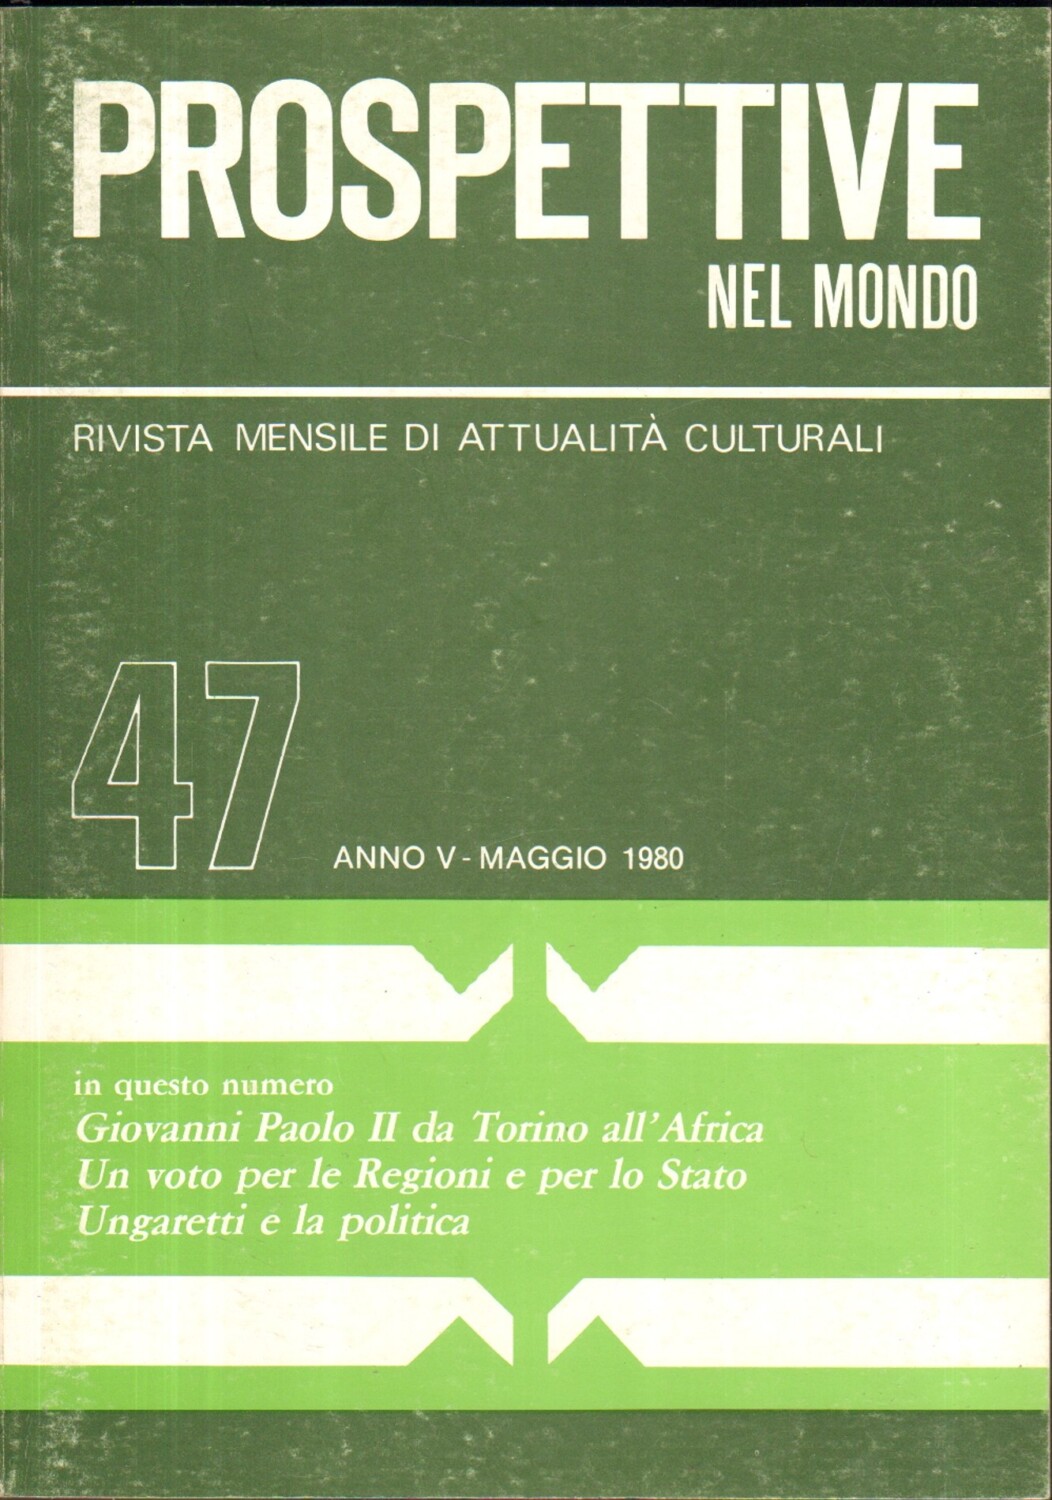 PROSPETTIVE
NEL MONDO
RIVISTA MENSILE DI ATTUALITÀ CULTURALI
47
ANNO V - MAGGIO 1980
in questo numero
Giovanni Paolo II da Torino all'Africa
Un voto per le Regioni e per lo Stato
Ungaretti e la politica